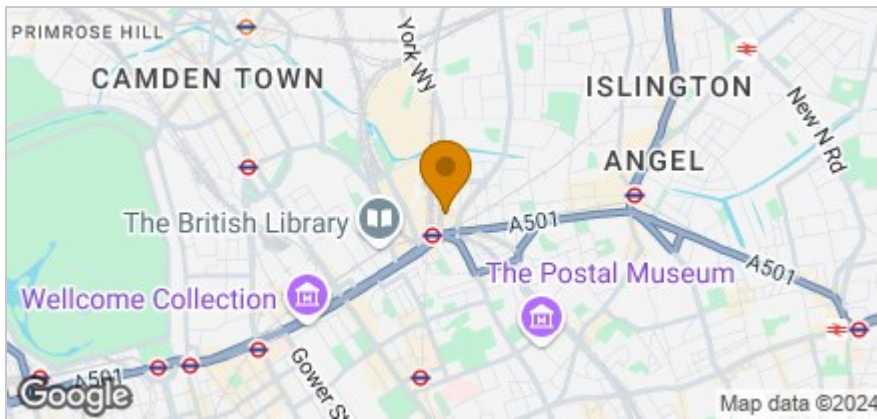 PRIMROSE HILL
York Wy
CAMDEN TOWN
ISLINGTON
New N Rd
ANGEL
The British Library
A501
A501
The Postal Museum
Wellcome Collection
Gower St
A501
Google
Map data ©2024